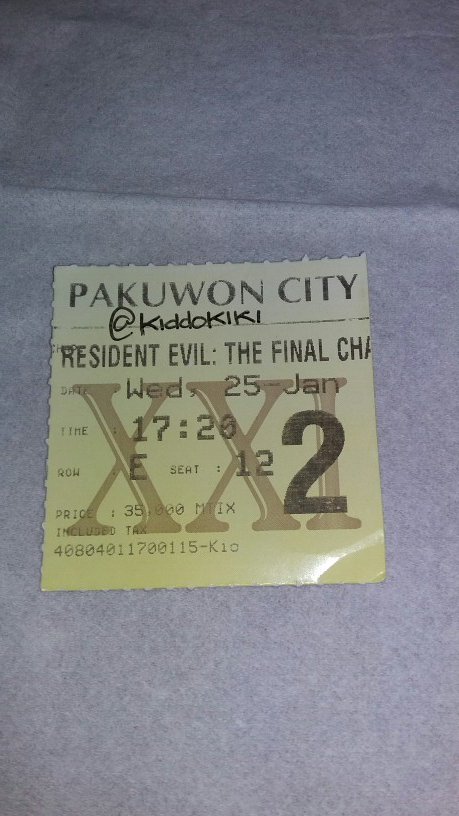 PAKUWON CITY
@KiddoKiKi
RESIDENT EVIL: THE FINAL CHA
DATE : Wed, 25-Jan
TIME : 17:20
ROW : E SEAT : 12
2
PRICE : 35,000 MTIX
INCLUDED TAX
40804011700115-Kio
XXI